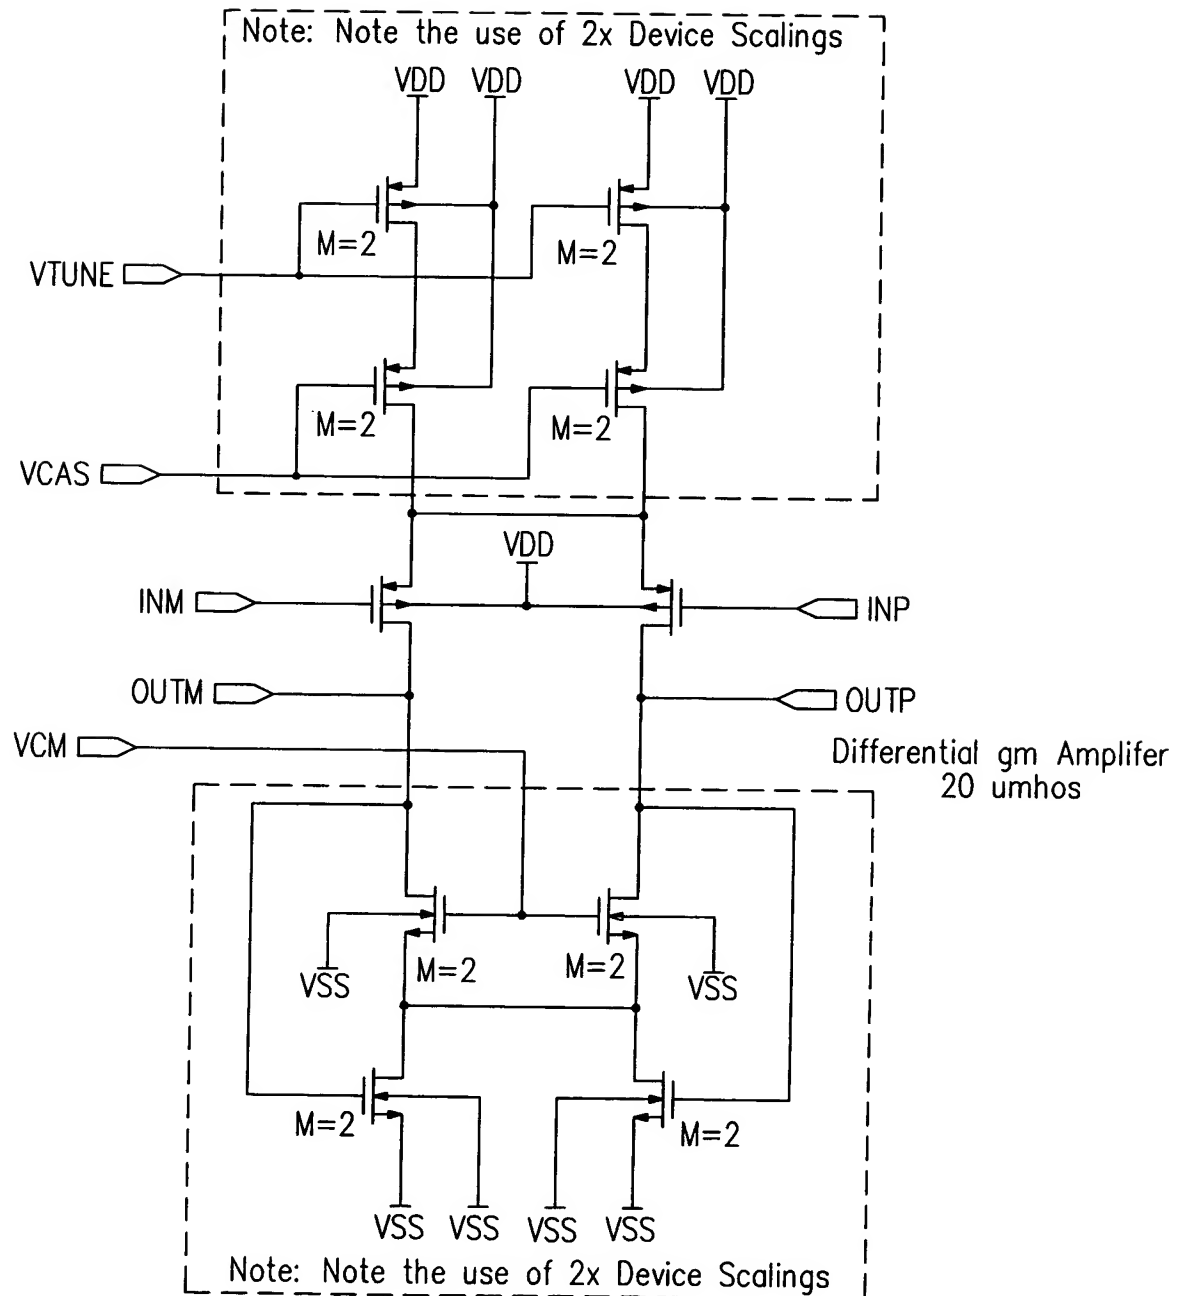 Note: Note the use of 2x Device Scalings
VDD VDD VDD VDD
M=2 M=2
VTUNE
M=2 M=2
VCAS
VDD
INM INP
OUTM OUTP
VCM
Differential gm Amplifer
20 umhos
M=2 M=2
VSS VSS
M=2 M=2
VSS VSS VSS VSS
Note: Note the use of 2x Device Scalings